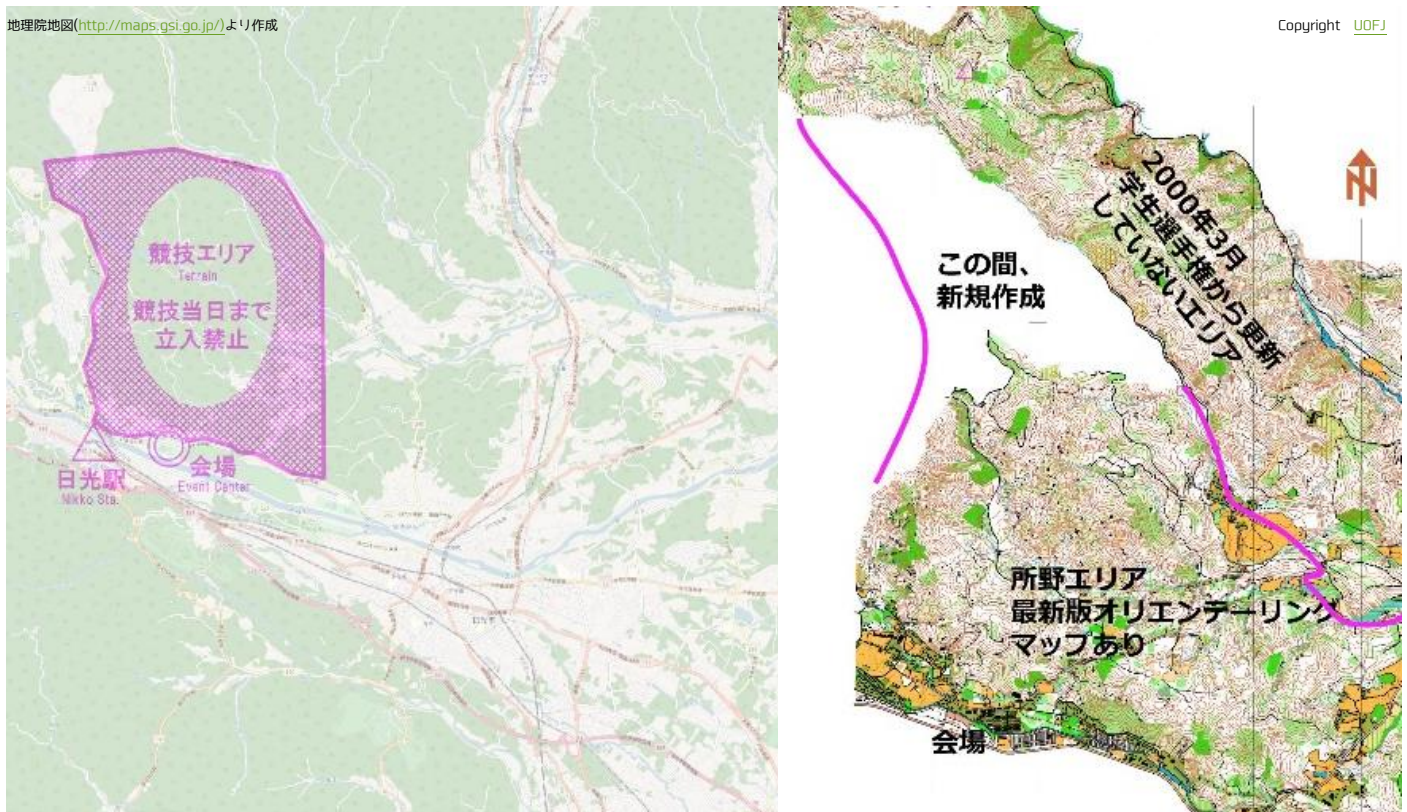 地理院地図(http://maps.gsi.go.jp/)より作成
競技エリア
Terrain
競技当日まで
立入禁止
日光駅
Nikko Sta.
会場
Event Center
Copyright UOFJ
2000年3月
学生選手権から更新
していないエリア
この間、
新規作成
所野エリア
最新版オリエンテーリング
マップあり
会場
N